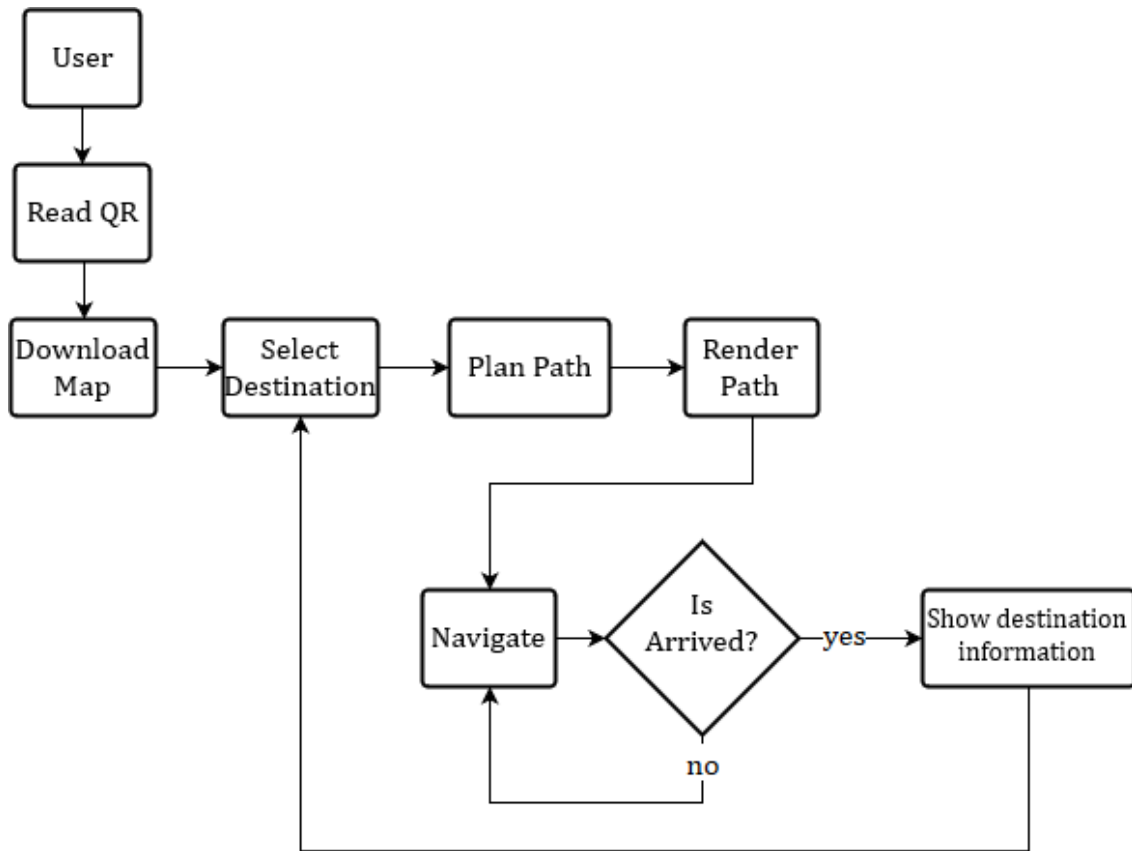 User
Read QR
Download
Map
Select
Destination
Plan Path
Render
Path
Navigate
Is
Arrived?
yes
Show destination
information
no